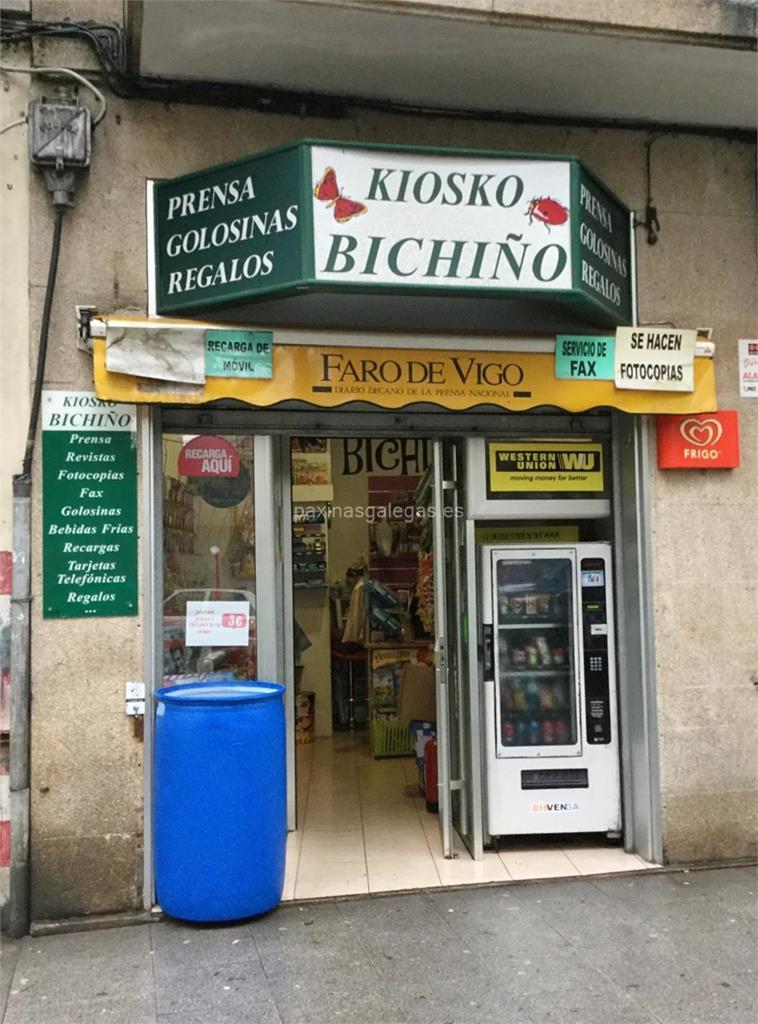 PRENSA
GOLOSINAS
REGALOS
KIOSKO
BICHIÑO
PRENSA
GOLOSINAS
REGALOS
RECARGA DE
MÓVIL
FARO DE VIGO
DIARIO DECANO DE LA PRENSA NACIONAL
SERVICIO DE
FAX
SE HACEN
FOTOCOPIAS
KIOSKO
BICHIÑO
Prensa
Revistas
Fotocopias
Fax
Golosinas
Bebidas Frias
Recargas
Tarjetas
Telefónicas
Regalos
...
RECARGA
AQUÍ
BICHI
WESTERN
UNION WU
moving money for better
FRIGO
paxinasgalegas.es
3€
DISVENGA